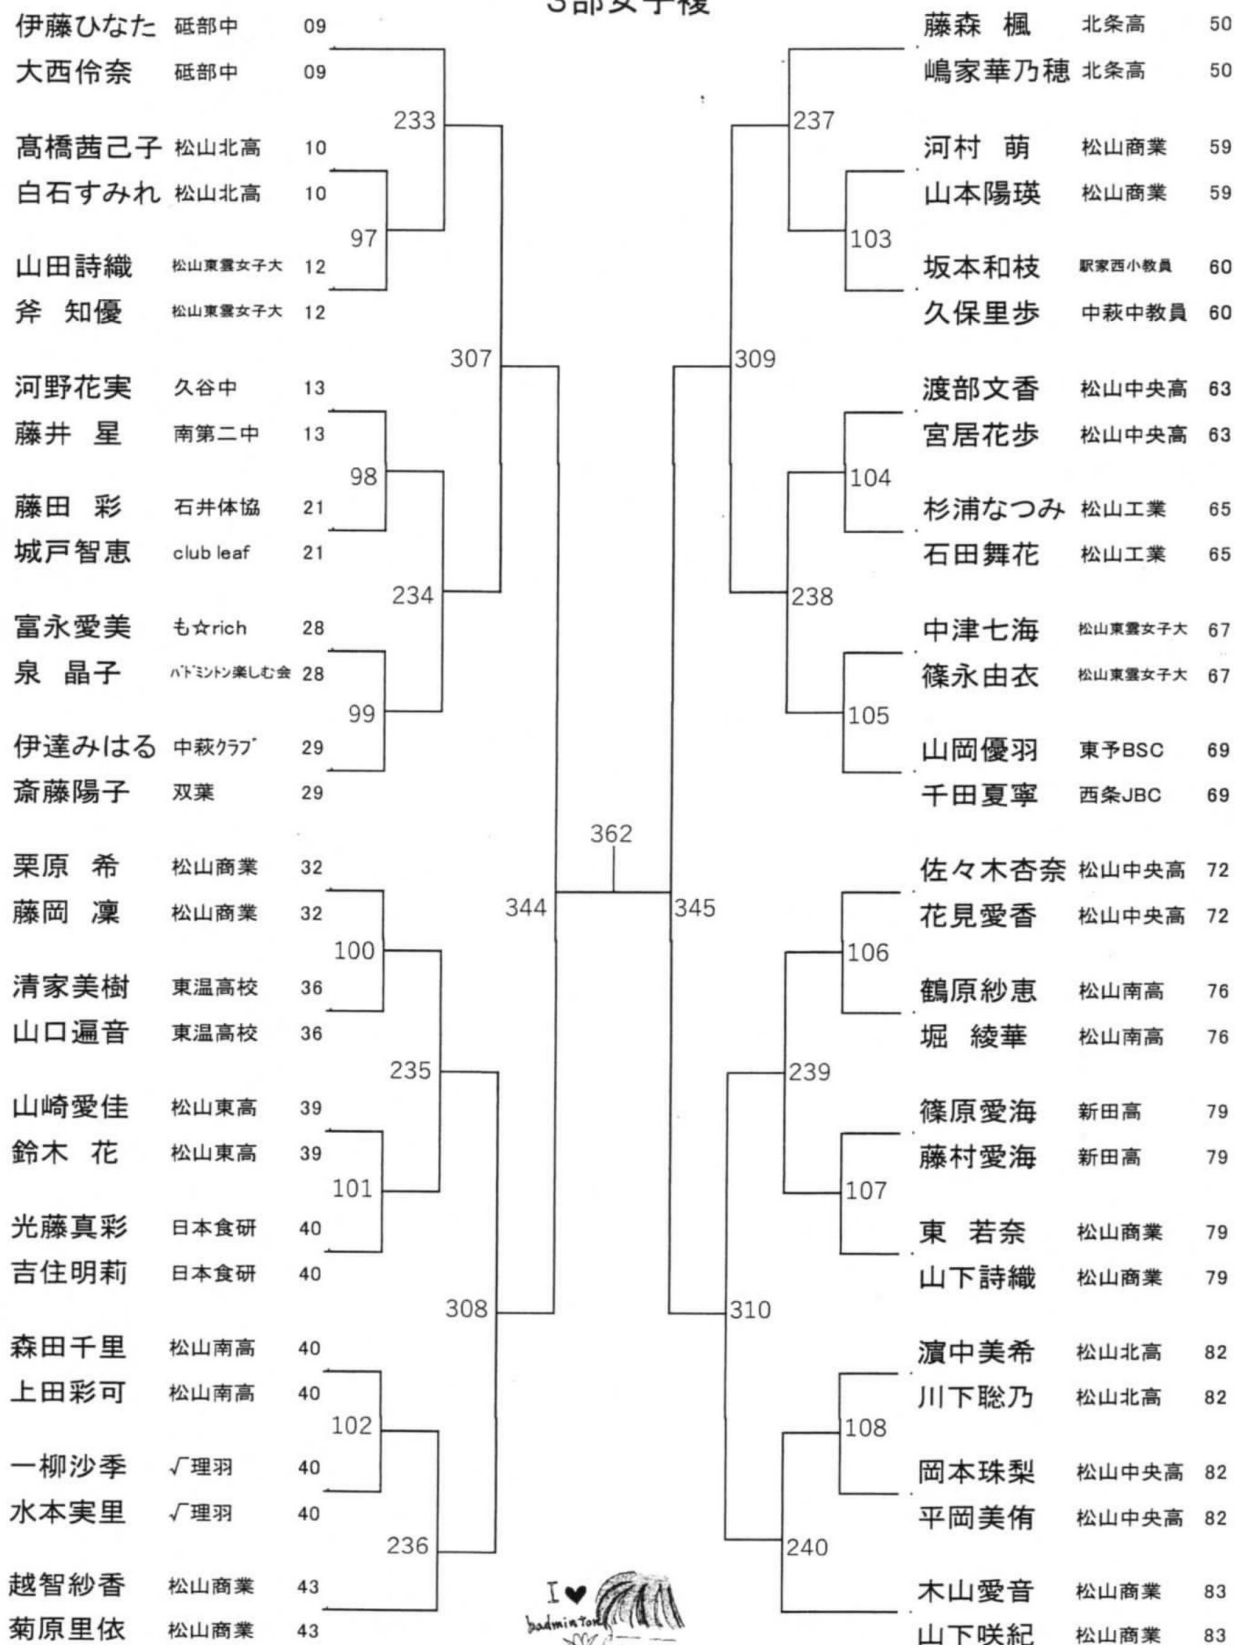 3部女子複
伊藤ひなた 砥部中 09
大西伶奈 砥部中 09
233
髙橋茜己子 松山北高 10
白石すみれ 松山北高 10
97
山田詩織 松山東雲女子大 12
斧 知優 松山東雲女子大 12
307
河野花実 久谷中 13
藤井 星 南第二中 13
98
藤田 彩 石井体協 21
城戸智恵 club leaf 21
234
富永愛美 も☆rich 28
泉 晶子 ﾊﾞﾄﾞﾐﾝﾄﾝ楽しむ会 28
99
伊達みはる 中萩ｸﾗﾌﾞ 29
斎藤陽子 双葉 29
344
栗原 希 松山商業 32
藤岡 凜 松山商業 32
100
清家美樹 東温高校 36
山口遍音 東温高校 36
235
山崎愛佳 松山東高 39
鈴木 花 松山東高 39
101
光藤真彩 日本食研 40
吉住明莉 日本食研 40
308
森田千里 松山南高 40
上田彩可 松山南高 40
102
一柳沙季 √理羽 40
水本実里 √理羽 40
236
越智紗香 松山商業 43
菊原里依 松山商業 43
362
藤森 楓 北条高 50
嶋家華乃穂 北条高 50
237
河村 萌 松山商業 59
山本陽瑛 松山商業 59
103
坂本和枝 駅家西小教員 60
久保里歩 中萩中教員 60
309
渡部文香 松山中央高 63
宮居花歩 松山中央高 63
104
杉浦なつみ 松山工業 65
石田舞花 松山工業 65
238
中津七海 松山東雲女子大 67
篠永由衣 松山東雲女子大 67
105
山岡優羽 東予BSC 69
千田夏寧 西条JBC 69
345
佐々木杏奈 松山中央高 72
花見愛香 松山中央高 72
106
鶴原紗恵 松山南高 76
堀 綾華 松山南高 76
239
篠原愛海 新田高 79
藤村愛海 新田高 79
107
東 若奈 松山商業 79
山下詩織 松山商業 79
310
濵中美希 松山北高 82
川下聡乃 松山北高 82
108
岡本珠梨 松山中央高 82
平岡美侑 松山中央高 82
240
木山愛音 松山商業 83
山下咲紀 松山商業 83
I ♥
badminton